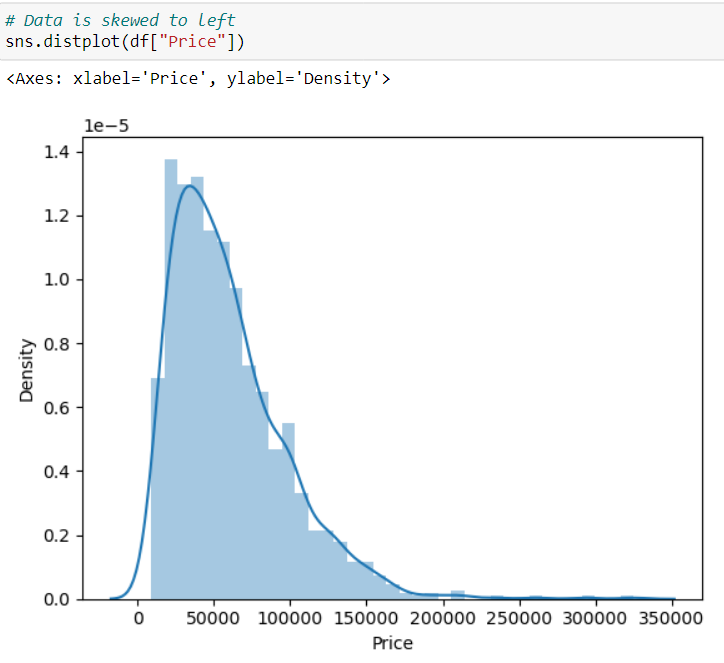 # Data is skewed to left
sns.distplot(df["Price"])
<Axes: xlabel='Price', ylabel='Density'>
1e−5
1.4
1.2
1.0
0.8
0.6
0.4
0.2
0.0
Density
0 50000 100000 150000 200000 250000 300000 350000
Price